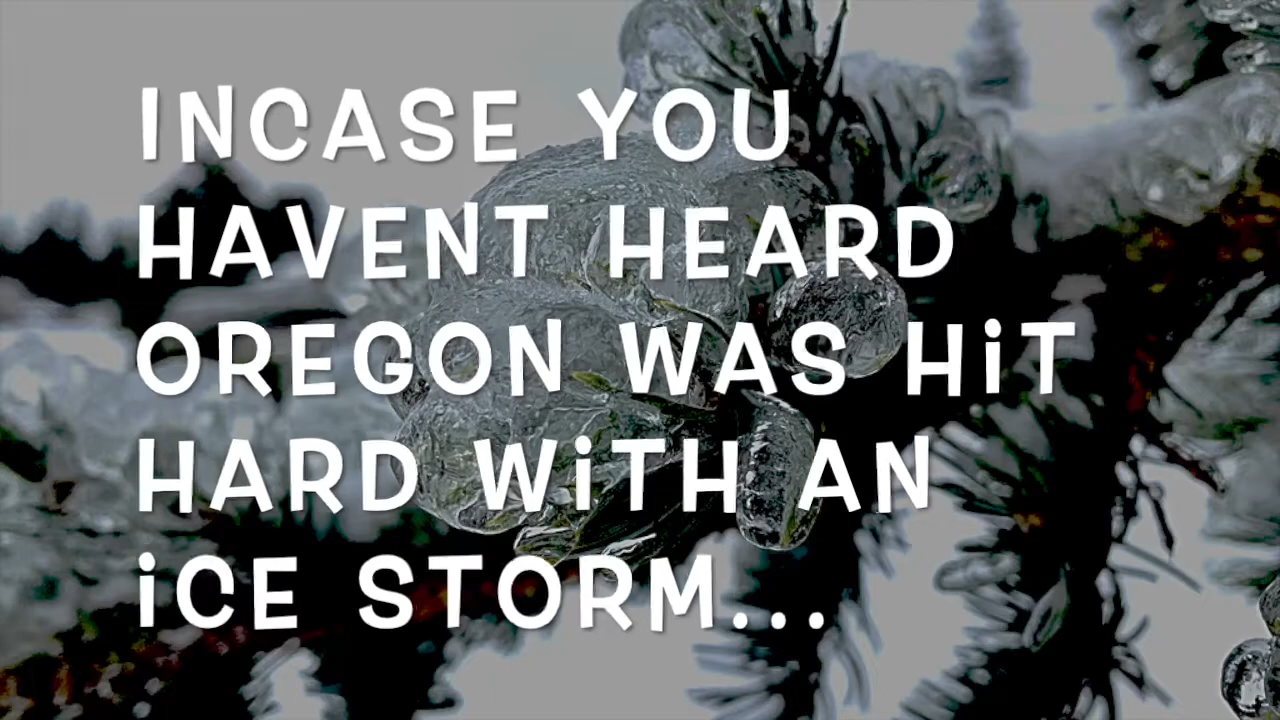 INCASE YOU
HAVENT HEARD
OREGON WAS HiT
HARD WiTH AN
iCE STORM...